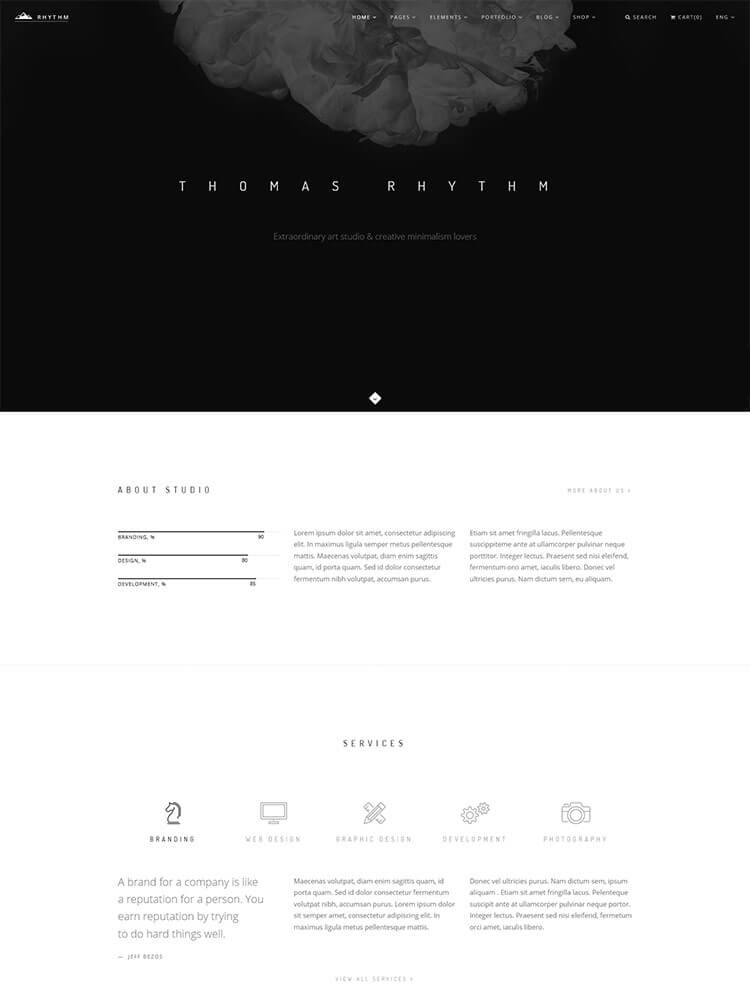 RHYTHM
HOME PAGES ELEMENTS PORTFOLIO BLOG SHOP SEARCH CART(0) ENG
THOMAS RHYTHM
Extraordinary art studio & creative minimalism lovers
ABOUT STUDIO
MORE ABOUT US
BRANDING, % 90
DESIGN, % 80
DEVELOPMENT, % 85
Lorem ipsum dolor sit amet, consectetur adipiscing
elit. In maximus ligula semper metus pellentesque
mattis. Maecenas volutpat, diam enim sagittis
quam, id porta quam. Sed id dolor consectetur
fermentum nibh volutpat, accumsan purus.
Etiam sit amet fringilla lacus. Pellentesque
suscipiteme ante at ullamcorper pulvinar neque
porttitor. Integer lectus. Praesent sed nisi eleifend,
fermentum orci amet, iaculis libero. Donec vel
ultricies purus. Nam dictum sem, eu aliquam.
SERVICES
BRANDING
WEB DESIGN
GRAPHIC DESIGN
DEVELOPMENT
PHOTOGRAPHY
A brand for a company is like
a reputation for a person. You
earn reputation by trying
to do hard things well.
— JEFF BEZOS
Maecenas volutpat, diam enim sagittis quam, id
porta quam. Sed id dolor consectetur fermentum
volutpat nibh, accumsan purus. Lorem ipsum dolor
sit semper amet, consectetur adipiscing elit. In
maximus ligula metus pellentesque mattis.
Donec vel ultricies purus. Nam dictum sem, ipsum
aliquam . Etiam sit amet fringilla lacus. Pelenteque
suscipit ante at ullamcorper pulvinar neque portor.
Integer lectus. Praesent sed nisi eleifend, fermetum
orci amet, iaculis libero.
VIEW ALL SERVICES